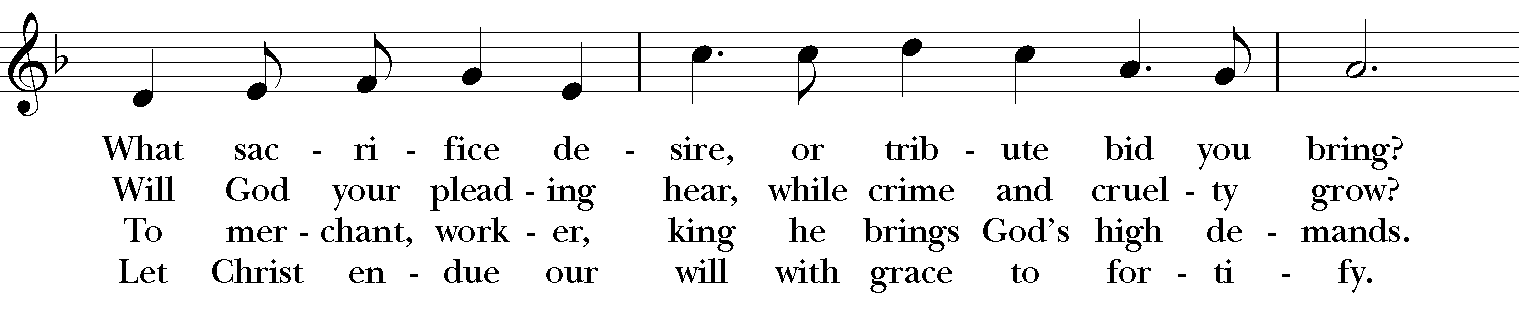 What sac - ri - fice de - sire, or trib - ute bid you bring?
Will God your plead - ing hear, while crime and cruel - ty grow?
To mer - chant, work - er, king he brings God's high de - mands.
Let Christ en - due our will with grace to for - ti - fy.